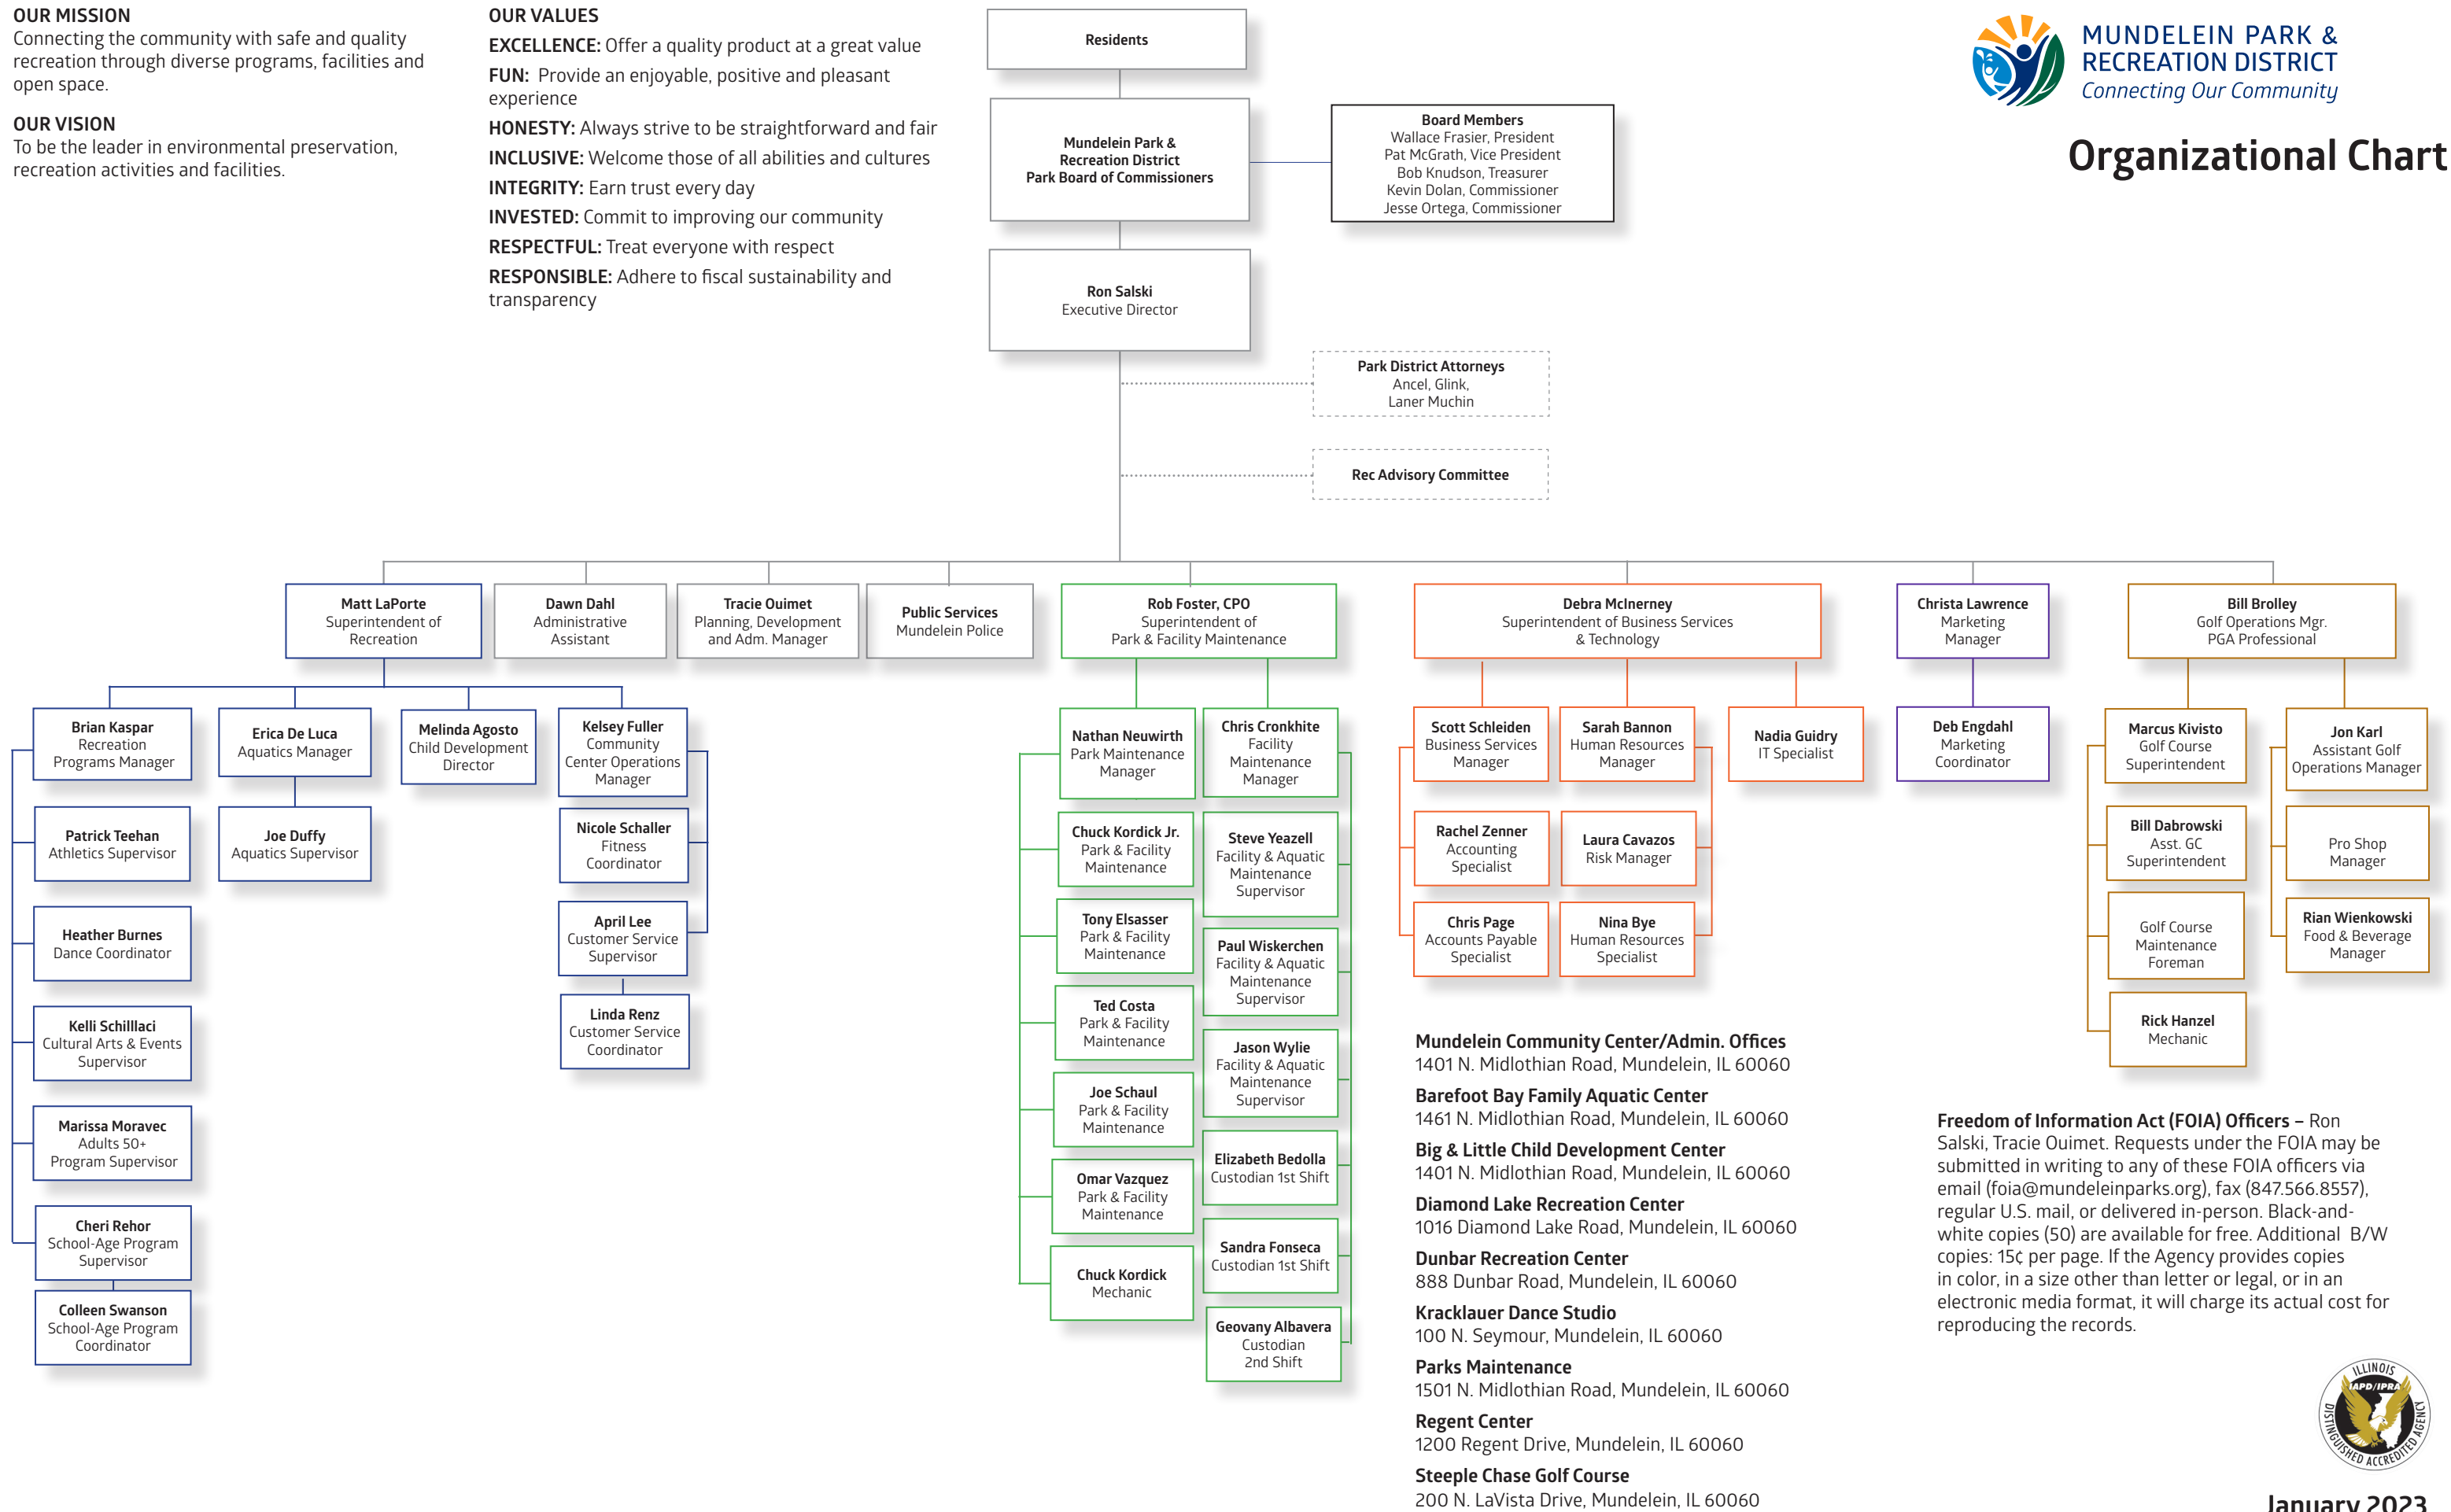 OUR MISSION
Connecting the community with safe and quality
recreation through diverse programs, facilities and
open space.
OUR VISION
To be the leader in environmental preservation,
recreation activities and facilities.
OUR VALUES
EXCELLENCE: Offer a quality product at a great value
FUN: Provide an enjoyable, positive and pleasant
experience
HONESTY: Always strive to be straightforward and fair
INCLUSIVE: Welcome those of all abilities and cultures
INTEGRITY: Earn trust every day
INVESTED: Commit to improving our community
RESPECTFUL: Treat everyone with respect
RESPONSIBLE: Adhere to fiscal sustainability and
transparency
Residents
Mundelein Park &
Recreation District
Park Board of Commissioners
Board Members
Wallace Frasier, President
Pat McGrath, Vice President
Bob Knudson, Treasurer
Kevin Dolan, Commissioner
Jesse Ortega, Commissioner
MUNDELEIN PARK &
RECREATION DISTRICT
Connecting Our Community
Organizational Chart
Ron Salski
Executive Director
Park District Attorneys
Ancel, Glink,
Laner Muchin
Rec Advisory Committee
Matt LaPorte
Superintendent of
Recreation
Dawn Dahl
Administrative
Assistant
Tracie Ouimet
Planning, Development
and Adm. Manager
Public Services
Mundelein Police
Rob Foster, CPO
Superintendent of
Park & Facility Maintenance
Debra McInerney
Superintendent of Business Services
& Technology
Christa Lawrence
Marketing
Manager
Bill Brolley
Golf Operations Mgr.
PGA Professional
Brian Kaspar
Recreation
Programs Manager
Patrick Teehan
Athletics Supervisor
Heather Burnes
Dance Coordinator
Kelli Schilllaci
Cultural Arts & Events
Supervisor
Marissa Moravec
Adults 50+
Program Supervisor
Cheri Rehor
School-Age Program
Supervisor
Colleen Swanson
School-Age Program
Coordinator
Erica De Luca
Aquatics Manager
Joe Duffy
Aquatics Supervisor
Melinda Agosto
Child Development
Director
Kelsey Fuller
Community
Center Operations
Manager
Nicole Schaller
Fitness
Coordinator
April Lee
Customer Service
Supervisor
Linda Renz
Customer Service
Coordinator
Nathan Neuwirth
Park Maintenance
Manager
Chuck Kordick Jr.
Park & Facility
Maintenance
Tony Elsasser
Park & Facility
Maintenance
Ted Costa
Park & Facility
Maintenance
Joe Schaul
Park & Facility
Maintenance
Omar Vazquez
Park & Facility
Maintenance
Chuck Kordick
Mechanic
Chris Cronkhite
Facility
Maintenance
Manager
Steve Yeazell
Facility & Aquatic
Maintenance
Supervisor
Paul Wiskerchen
Facility & Aquatic
Maintenance
Supervisor
Jason Wylie
Facility & Aquatic
Maintenance
Supervisor
Elizabeth Bedolla
Custodian 1st Shift
Sandra Fonseca
Custodian 1st Shift
Geovany Albavera
Custodian
2nd Shift
Scott Schleiden
Business Services
Manager
Rachel Zenner
Accounting
Specialist
Chris Page
Accounts Payable
Specialist
Sarah Bannon
Human Resources
Manager
Laura Cavazos
Risk Manager
Nina Bye
Human Resources
Specialist
Nadia Guidry
IT Specialist
Deb Engdahl
Marketing
Coordinator
Marcus Kivisto
Golf Course
Superintendent
Bill Dabrowski
Asst. GC
Superintendent
Golf Course
Maintenance
Foreman
Rick Hanzel
Mechanic
Jon Karl
Assistant Golf
Operations Manager
Pro Shop
Manager
Rian Wienkowski
Food & Beverage
Manager
Mundelein Community Center/Admin. Offices
1401 N. Midlothian Road, Mundelein, IL 60060
Barefoot Bay Family Aquatic Center
1461 N. Midlothian Road, Mundelein, IL 60060
Big & Little Child Development Center
1401 N. Midlothian Road, Mundelein, IL 60060
Diamond Lake Recreation Center
1016 Diamond Lake Road, Mundelein, IL 60060
Dunbar Recreation Center
888 Dunbar Road, Mundelein, IL 60060
Kracklauer Dance Studio
100 N. Seymour, Mundelein, IL 60060
Parks Maintenance
1501 N. Midlothian Road, Mundelein, IL 60060
Regent Center
1200 Regent Drive, Mundelein, IL 60060
Steeple Chase Golf Course
200 N. LaVista Drive, Mundelein, IL 60060
Freedom of Information Act (FOIA) Officers – Ron
Salski, Tracie Ouimet. Requests under the FOIA may be
submitted in writing to any of these FOIA officers via
email (foia@mundeleinparks.org), fax (847.566.8557),
regular U.S. mail, or delivered in-person. Black-and-
white copies (50) are available for free. Additional B/W
copies: 15¢ per page. If the Agency provides copies
in color, in a size other than letter or legal, or in an
electronic media format, it will charge its actual cost for
reproducing the records.
ILLINOIS
IAPD/IPRA
DISTINGUISHED ACCREDITED AGENCY
January 2023